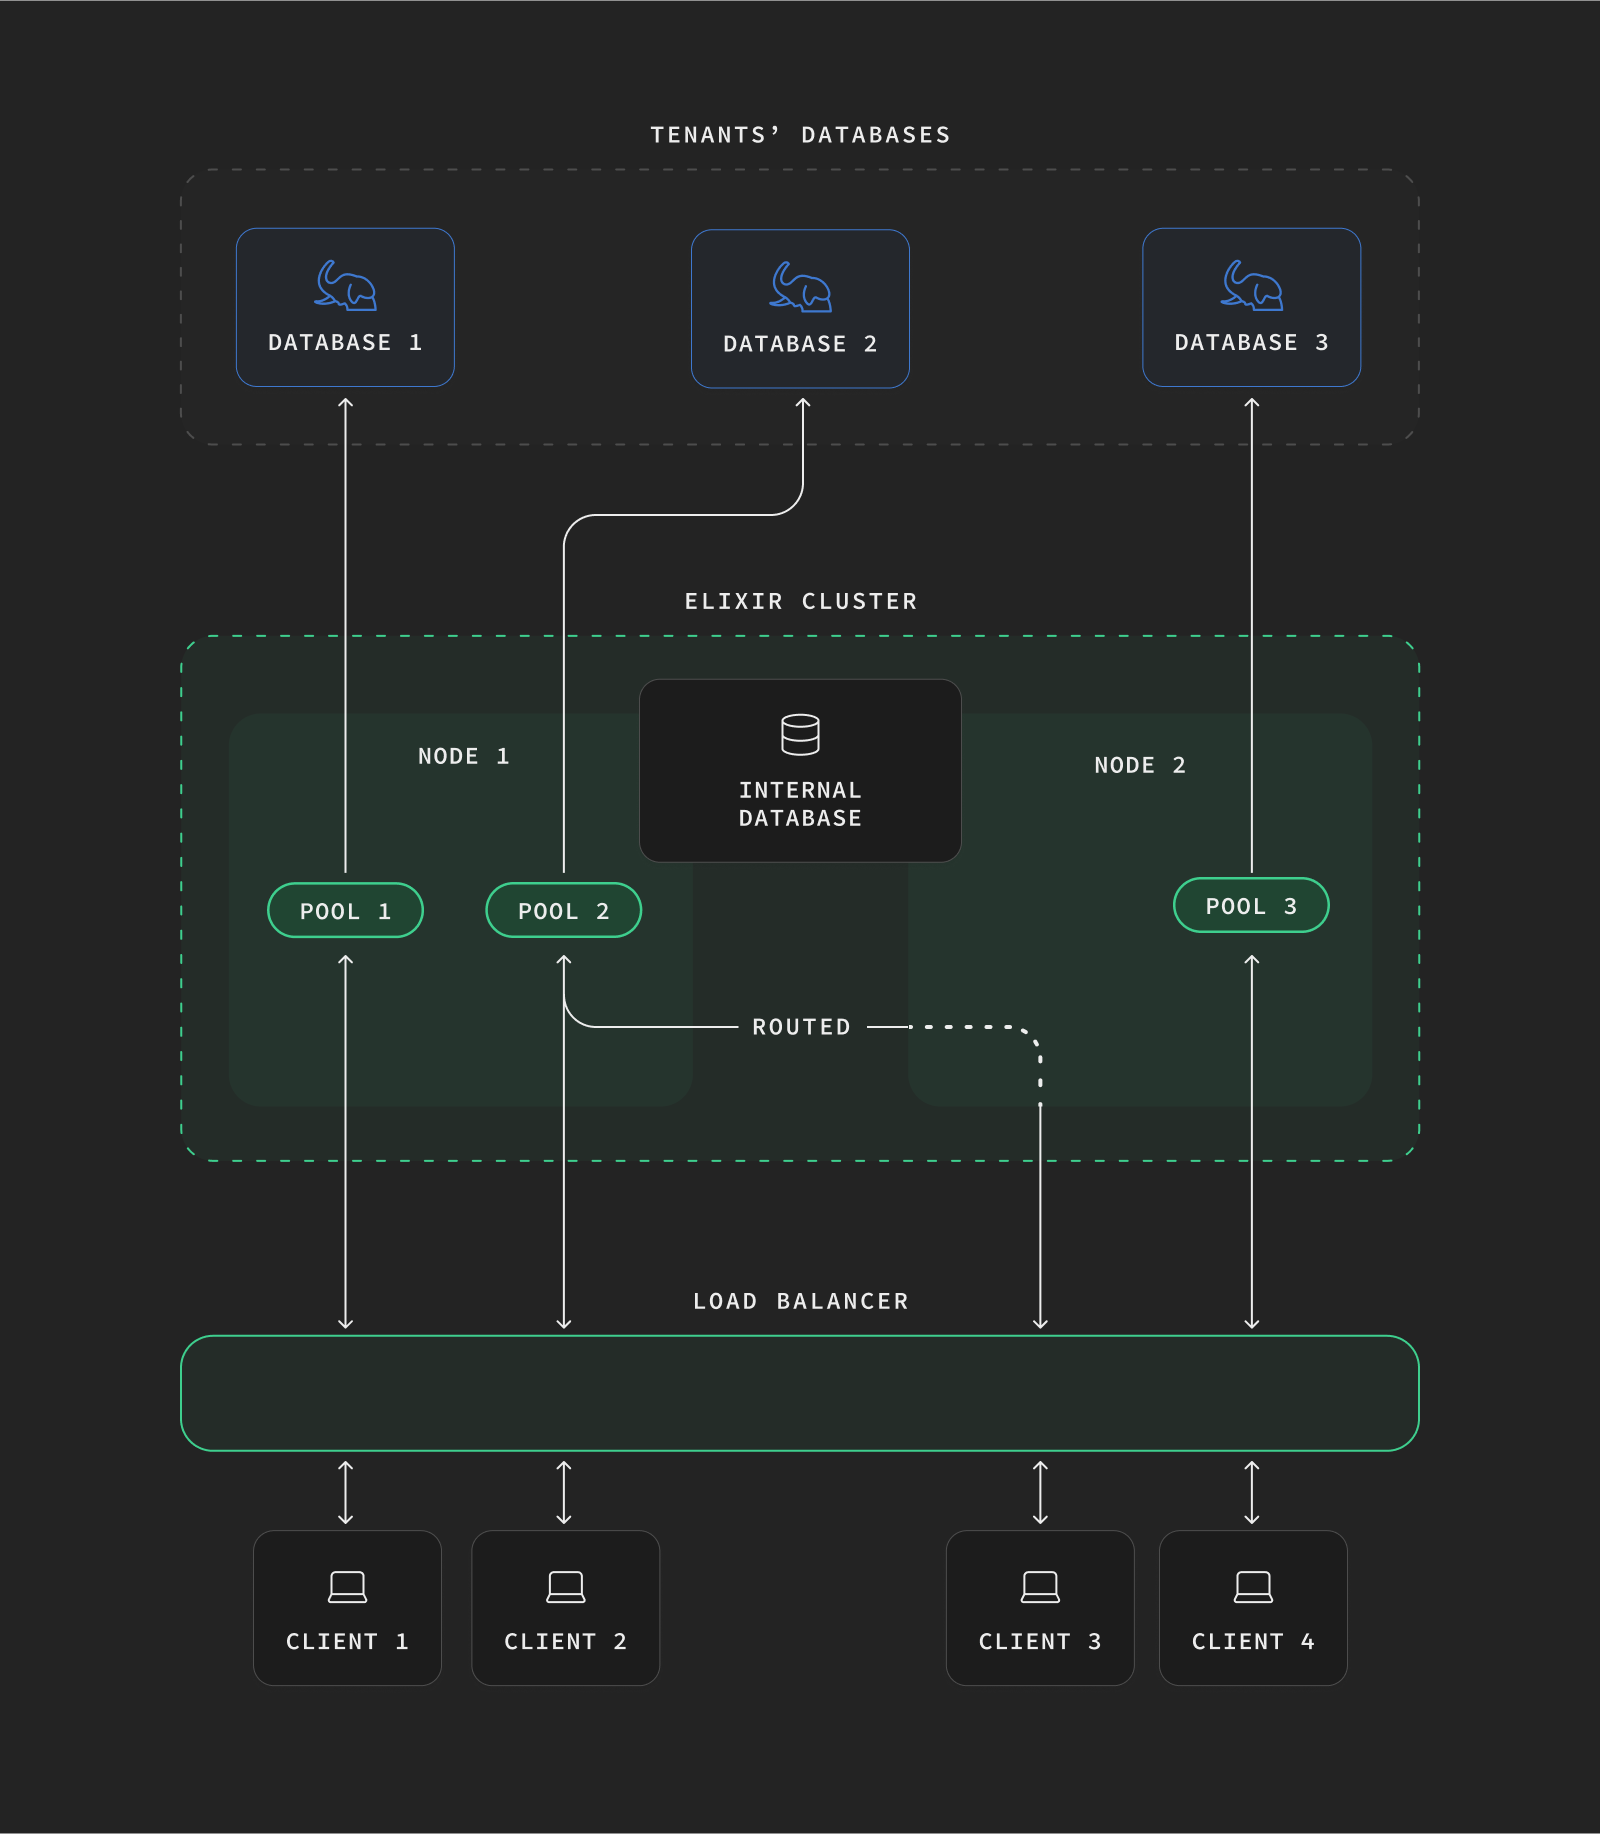 TENANTS’ DATABASES
DATABASE 1
DATABASE 2
DATABASE 3
ELIXIR CLUSTER
NODE 1
NODE 2
INTERNAL
DATABASE
POOL 1
POOL 2
POOL 3
ROUTED
LOAD BALANCER
CLIENT 1
CLIENT 2
CLIENT 3
CLIENT 4